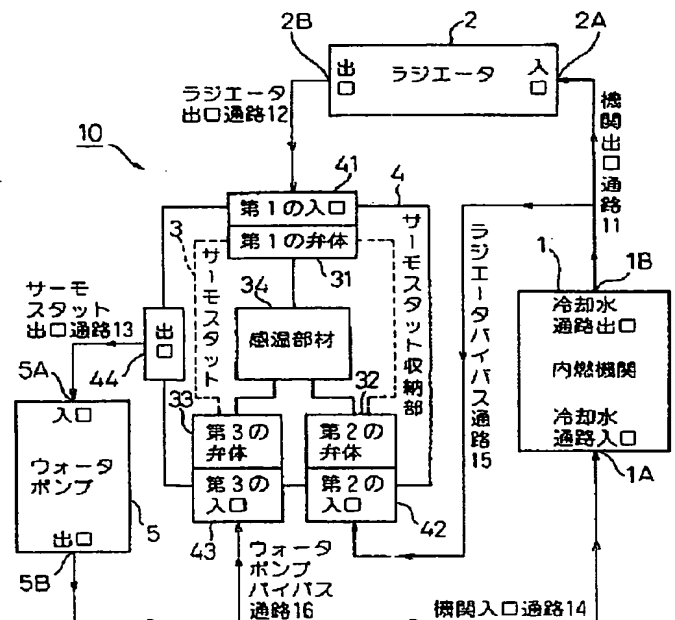 2B
2
2A
出口
ラジエータ
入口
ラジエータ
出口通路12
機関出口通路11
10
41
4
第1の入口
第1の弁体
3
31
34
サーモスタット
感温部材
サーモスタット収納部
ラジエータバイパス通路15
1
1B
冷却水
通路出口
内燃機関
冷却水
通路入口
1A
サーモ
スタット
出口通路13
出口
44
5A
入口
ウォータ
ポンプ
出口
5
5B
33
32
第3の
弁体
第2の
弁体
第3の
入口
第2の
入口
43
42
ウォータ
ポンプ
バイパス
通路16
機関入口通路14